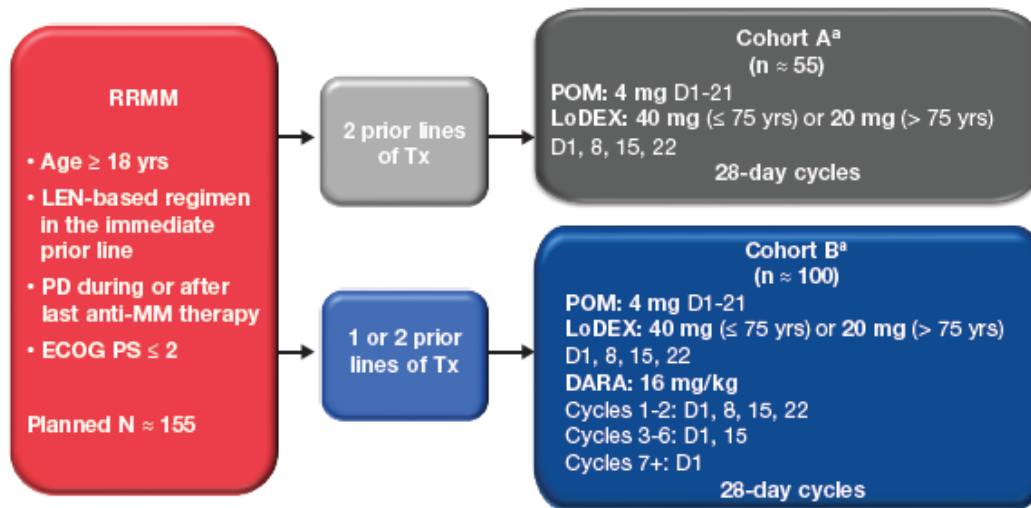 RRMM
• Age ≥ 18 yrs
• LEN-based regimen
in the immediate
prior line
• PD during or after
last anti-MM therapy
• ECOG PS ≤ 2
Planned N ≈ 155
2 prior lines
of Tx
1 or 2 prior
lines of Tx
Cohort Aᵃ
(n ≈ 55)
POM: 4 mg D1-21
LoDEX: 40 mg (≤ 75 yrs) or 20 mg (> 75 yrs)
D1, 8, 15, 22
28-day cycles
Cohort Bᵃ
(n ≈ 100)
POM: 4 mg D1-21
LoDEX: 40 mg (≤ 75 yrs) or 20 mg (> 75 yrs)
D1, 8, 15, 22
DARA: 16 mg/kg
Cycles 1-2: D1, 8, 15, 22
Cycles 3-6: D1, 15
Cycles 7+: D1
28-day cycles